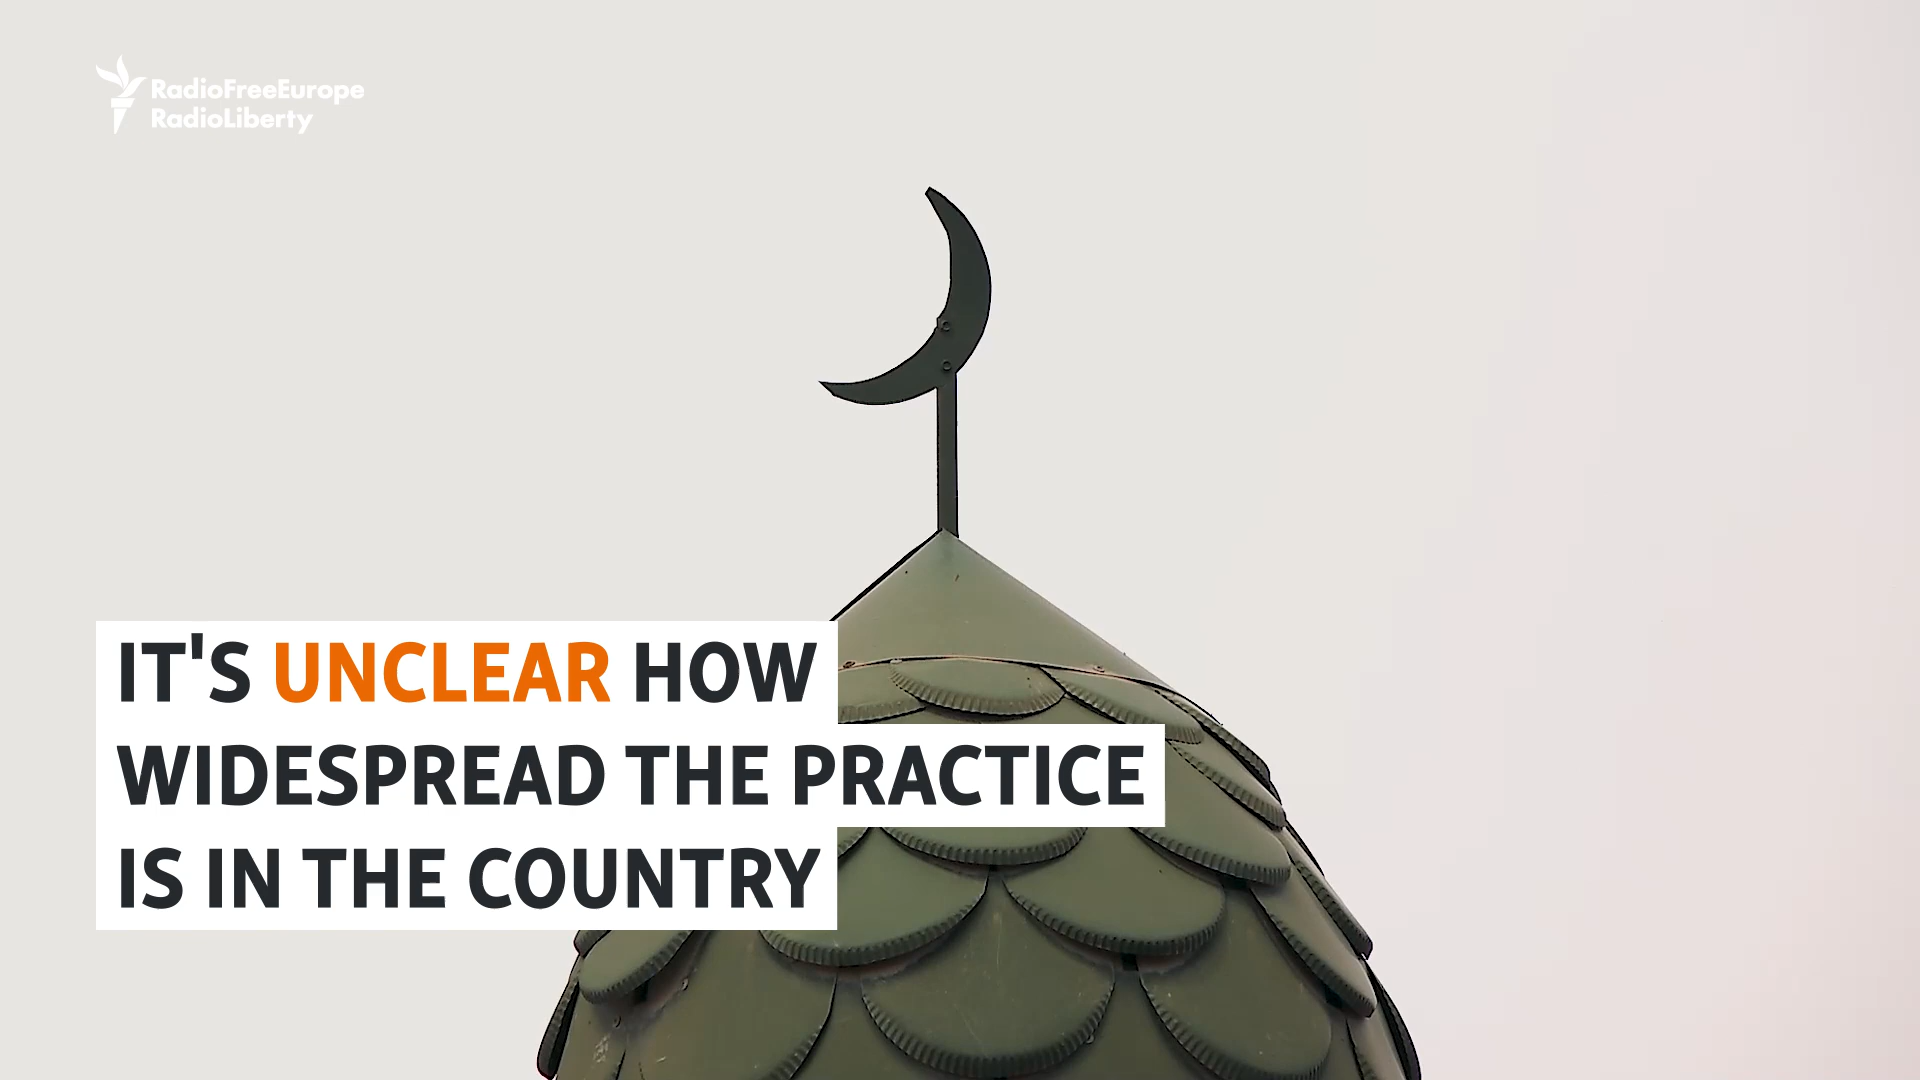 RadioFreeEurope
RadioLiberty
IT'S UNCLEAR HOW
WIDESPREAD THE PRACTICE
IS IN THE COUNTRY